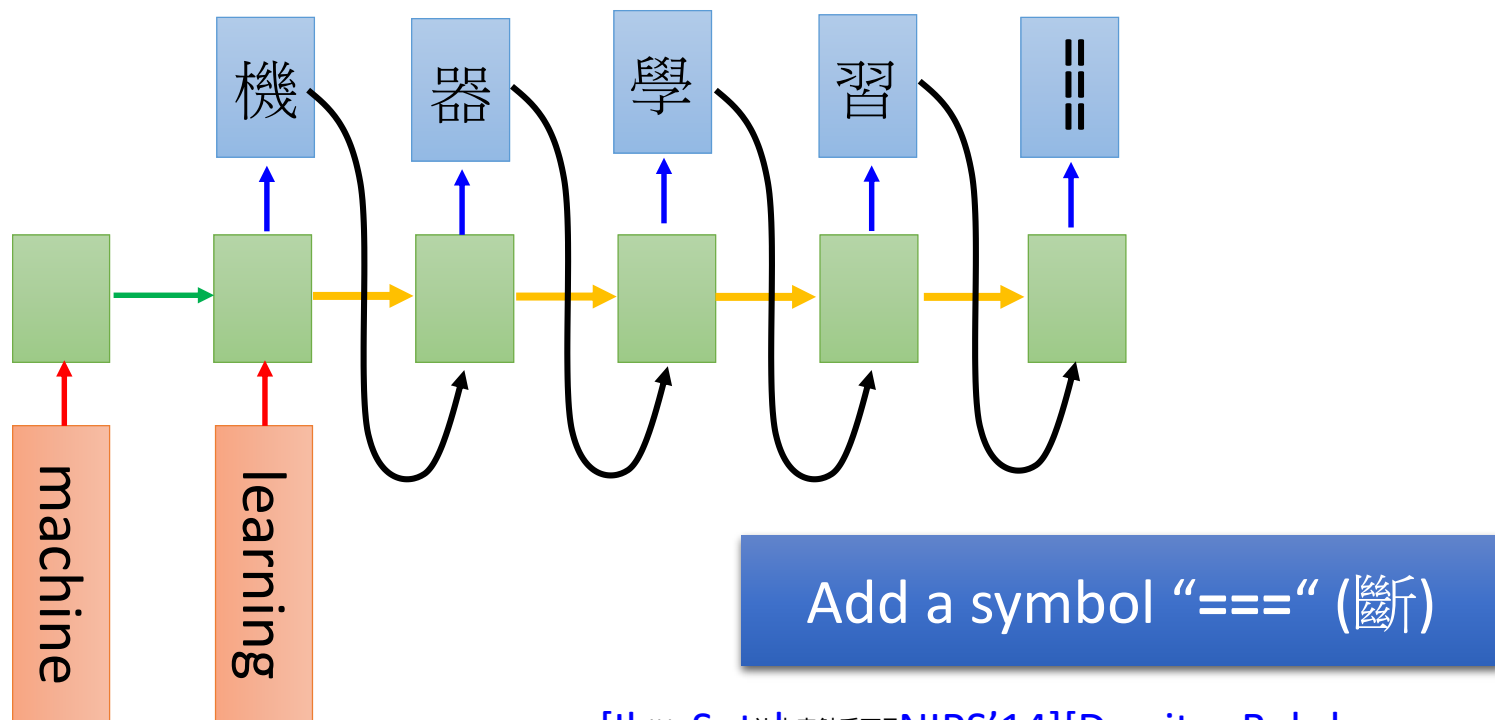 機 器 學 習 ===
machine learning
Add a symbol “===“ (斷)